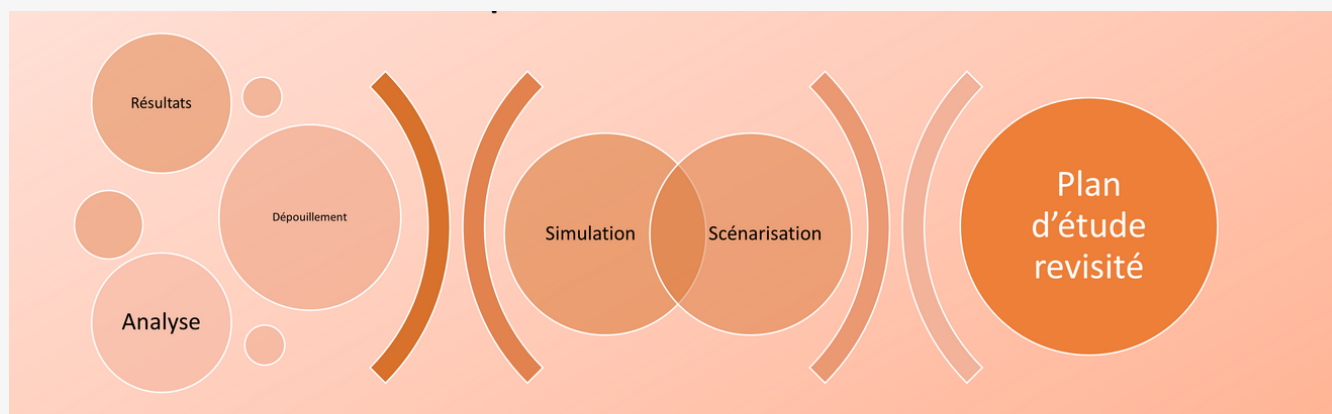 Résultats
Dépouillement
Analyse
Simulation
Scénarisation
Plan
d’étude
revisité